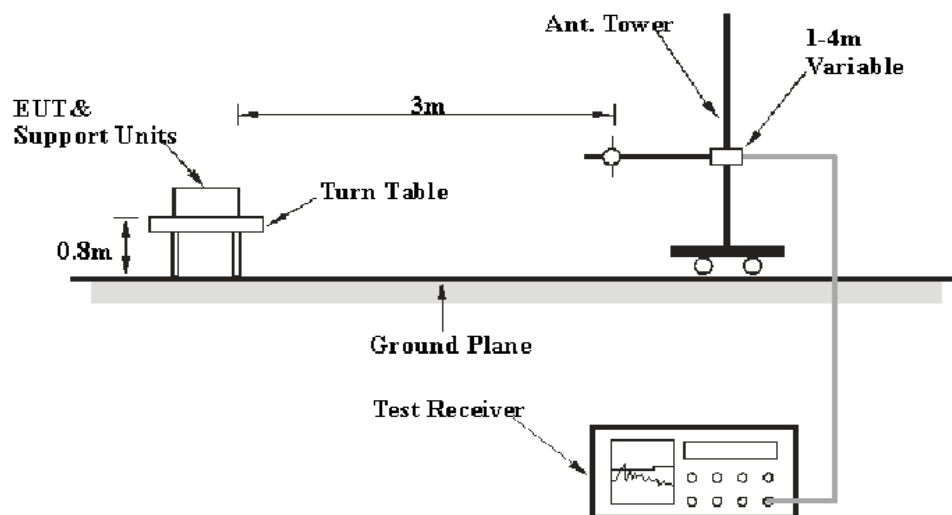 Ant. Tower
1-4m
Variable
3m
EUT&
Support Units
Turn Table
0.8m
Ground Plane
Test Receiver